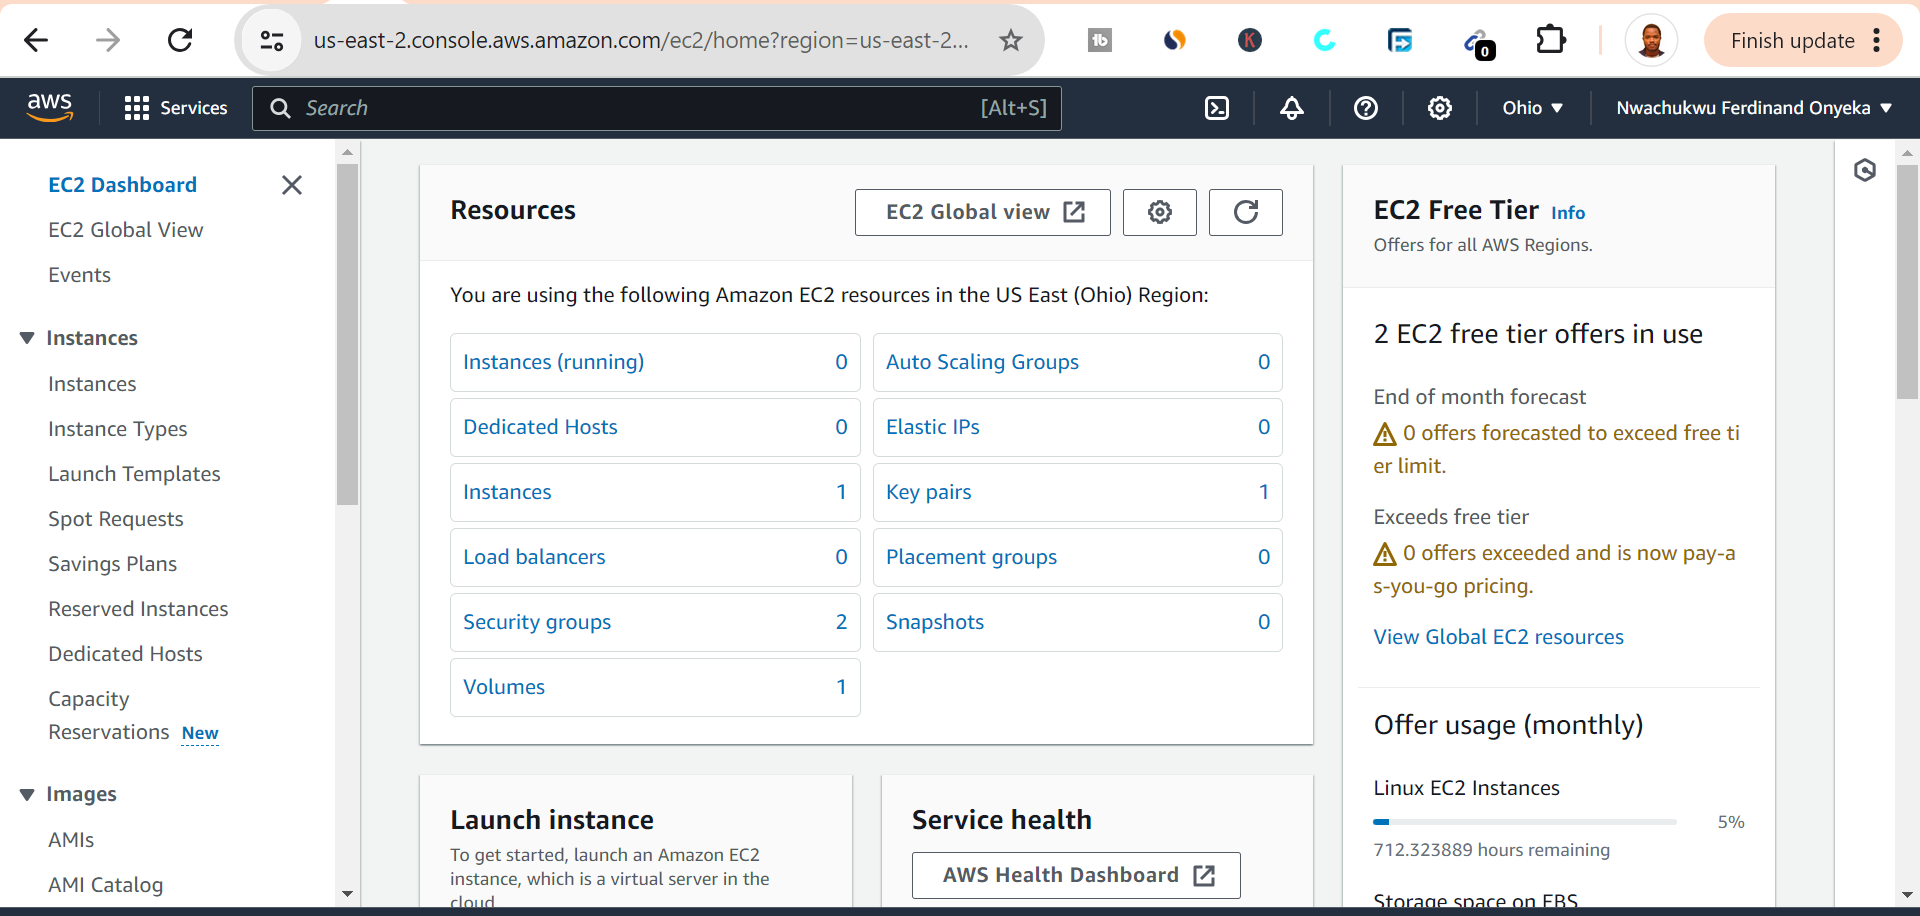 us-east-2.console.aws.amazon.com/ec2/home?region=us-east-2...
1b
K
0
Finish update
aws
Services
Search
[Alt+S]
Ohio
Nwachukwu Ferdinand Onyeka
EC2 Dashboard
EC2 Global View
Events
Instances
Instances
Instance Types
Launch Templates
Spot Requests
Savings Plans
Reserved Instances
Dedicated Hosts
Capacity
Reservations New
Images
AMIs
AMI Catalog
Resources
EC2 Global view
You are using the following Amazon EC2 resources in the US East (Ohio) Region:
Instances (running) 0
Auto Scaling Groups 0
Dedicated Hosts 0
Elastic IPs 0
Instances 1
Key pairs 1
Load balancers 0
Placement groups 0
Security groups 2
Snapshots 0
Volumes 1
Launch instance
To get started, launch an Amazon EC2
instance, which is a virtual server in the
cloud
Service health
AWS Health Dashboard
EC2 Free Tier Info
Offers for all AWS Regions.
2 EC2 free tier offers in use
End of month forecast
0 offers forecasted to exceed free ti
er limit.
Exceeds free tier
0 offers exceeded and is now pay-a
s-you-go pricing.
View Global EC2 resources
Offer usage (monthly)
Linux EC2 Instances
5%
712.323889 hours remaining
Storage space on EBS